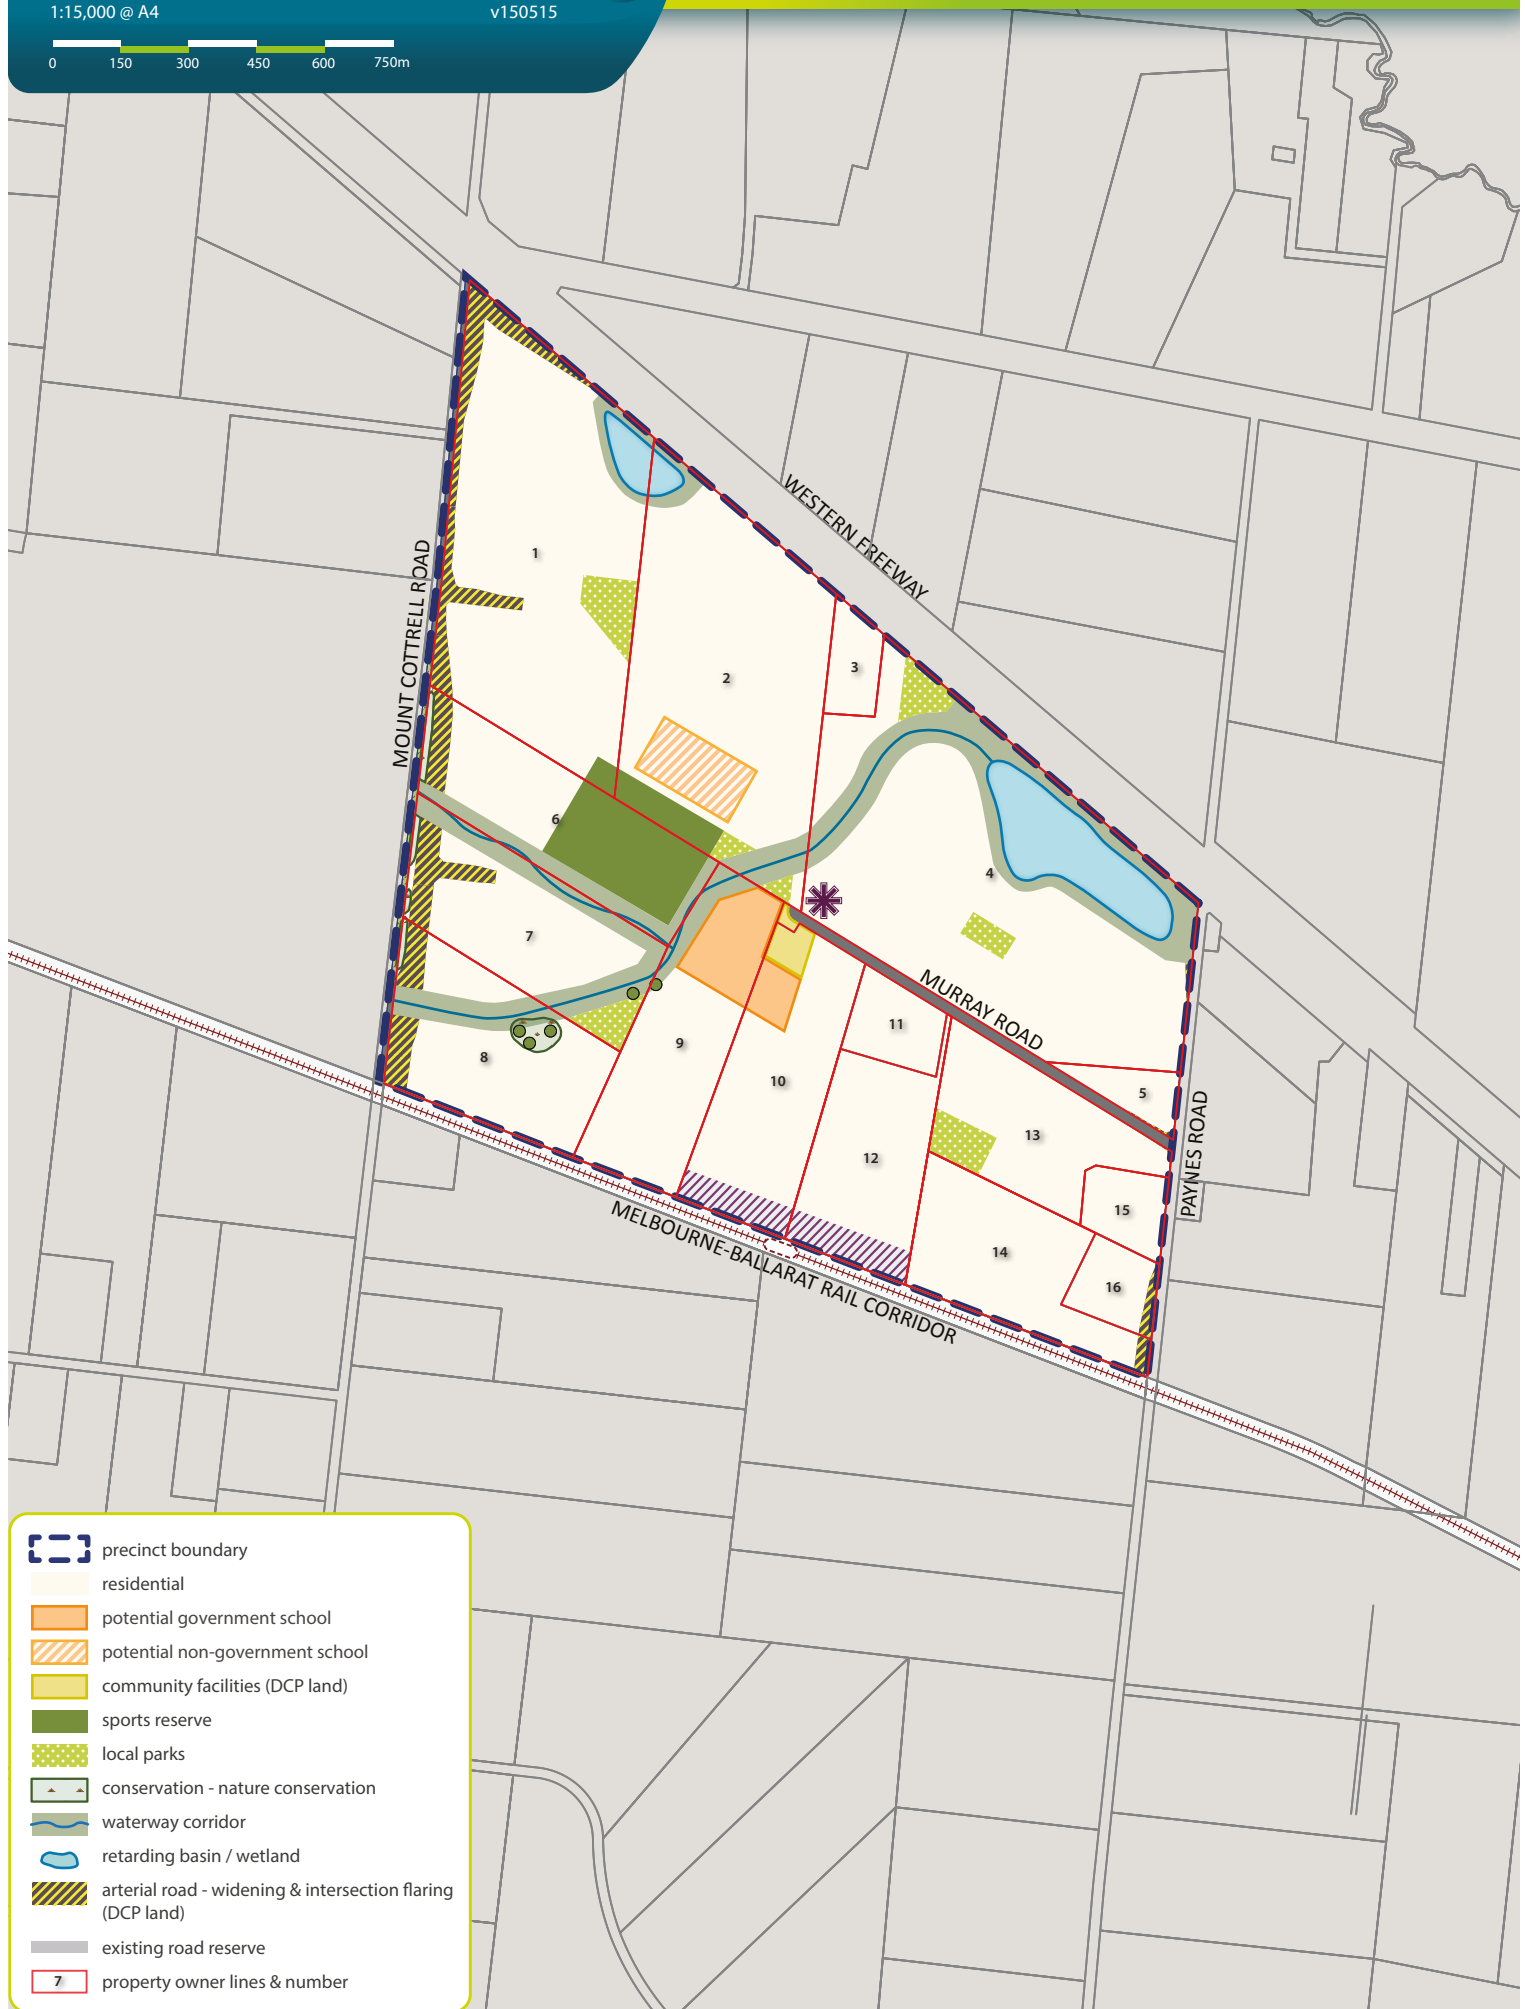 1:15,000 @ A4
v150515
0 150 300 450 600 750m
WESTERN FREEWAY
MOUNT COTTRELL ROAD
1
2
3
6
4
7
MURRAY ROAD
11
9
8
10
5
13
PAYNES ROAD
12
15
14
16
MELBOURNE-BALLARAT RAIL CORRIDOR
precinct boundary
residential
potential government school
potential non-government school
community facilities (DCP land)
sports reserve
local parks
conservation - nature conservation
waterway corridor
retarding basin / wetland
arterial road - widening & intersection flaring
(DCP land)
existing road reserve
7 property owner lines & number